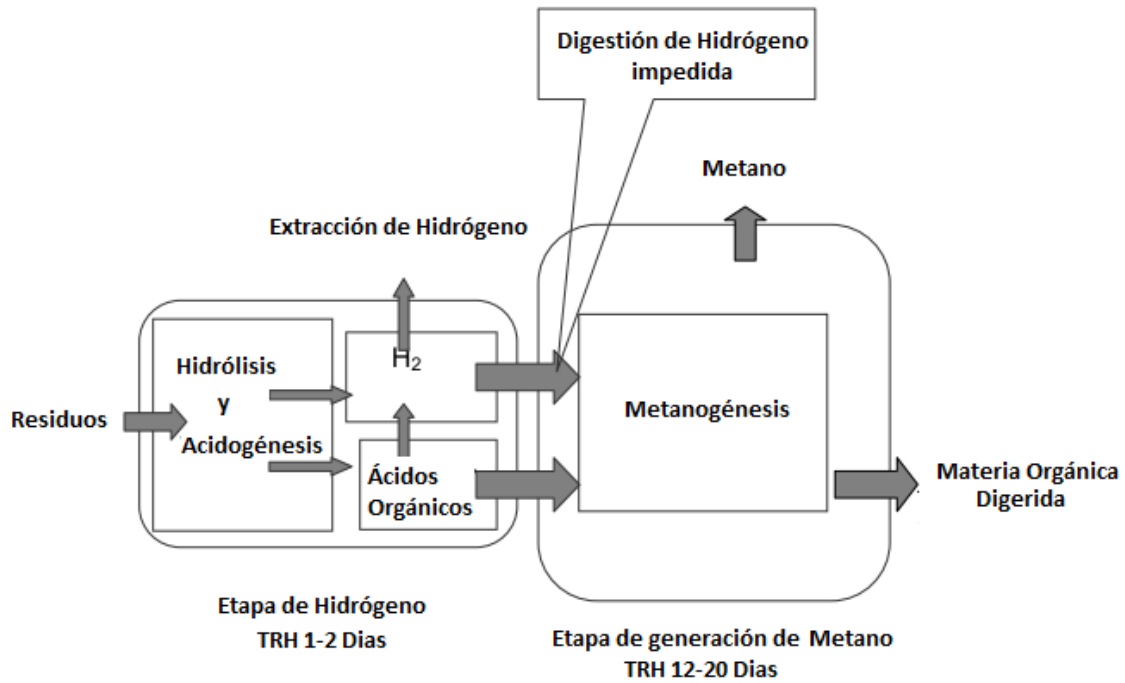 Digestión de Hidrógeno
impedida
Metano
Extracción de Hidrógeno
H₂
Hidrólisis
y
Acidogénesis
Residuos
Ácidos
Orgánicos
Metanogénesis
Materia Orgánica
Digerida
Etapa de Hidrógeno
TRH 1-2 Dias
Etapa de generación de Metano
TRH 12-20 Dias